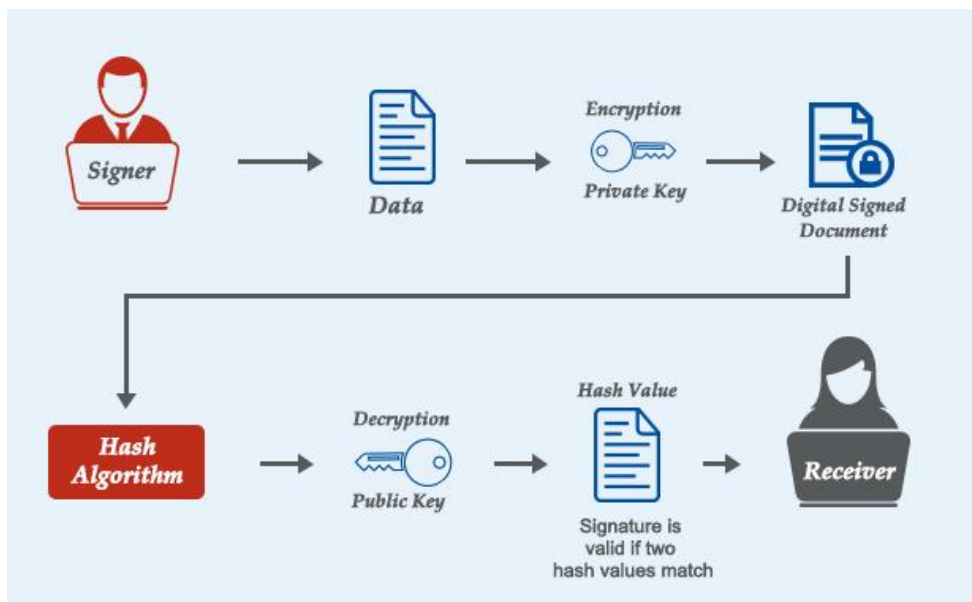 Signer
Data
Encryption
Private Key
Digital Signed
Document
Hash
Algorithm
Decryption
Public Key
Hash Value
Signature is
valid if two
hash values match
Receiver